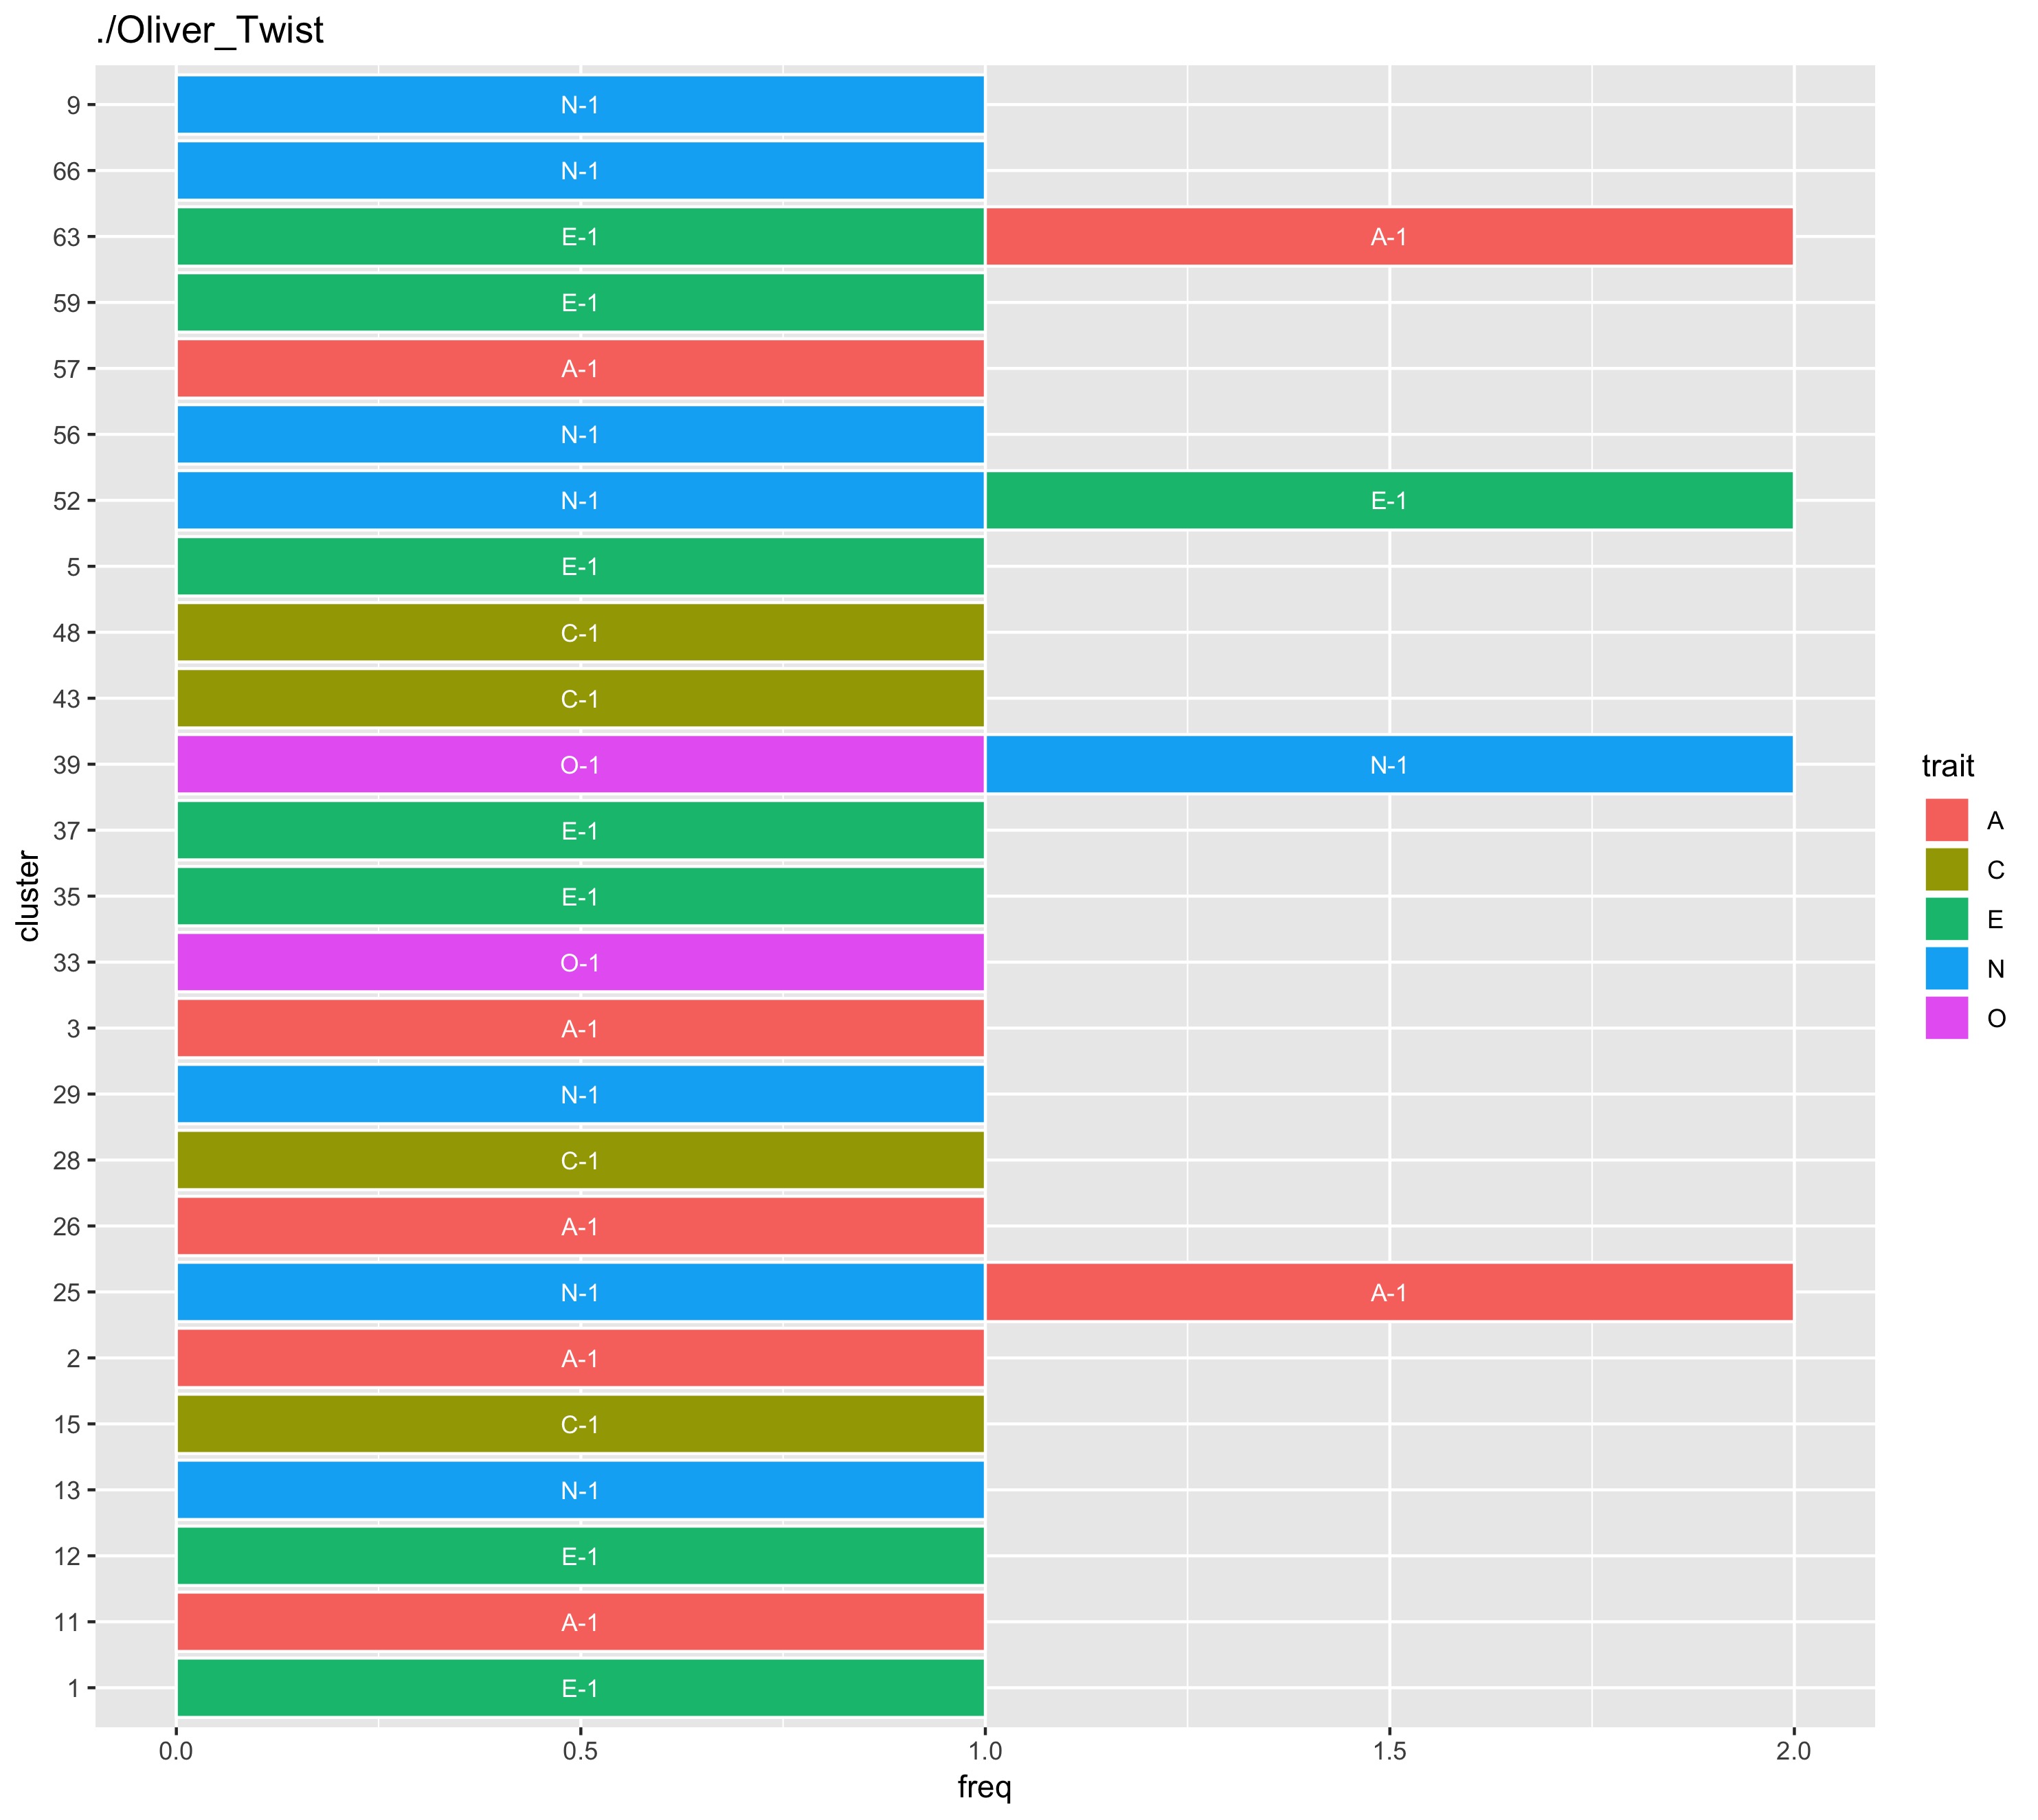 ./Oliver_Twist
cluster
9 N-1
66 N-1
63 E-1 A-1
59 E-1
57 A-1
56 N-1
52 N-1 E-1
5 E-1
48 C-1
43 C-1
39 O-1 N-1
37 E-1
35 E-1
33 O-1
3 A-1
29 N-1
28 C-1
26 A-1
25 N-1 A-1
2 A-1
15 C-1
13 N-1
12 E-1
11 A-1
1 E-1
0.0 0.5 1.0 1.5 2.0
freq
trait
A
C
E
N
O